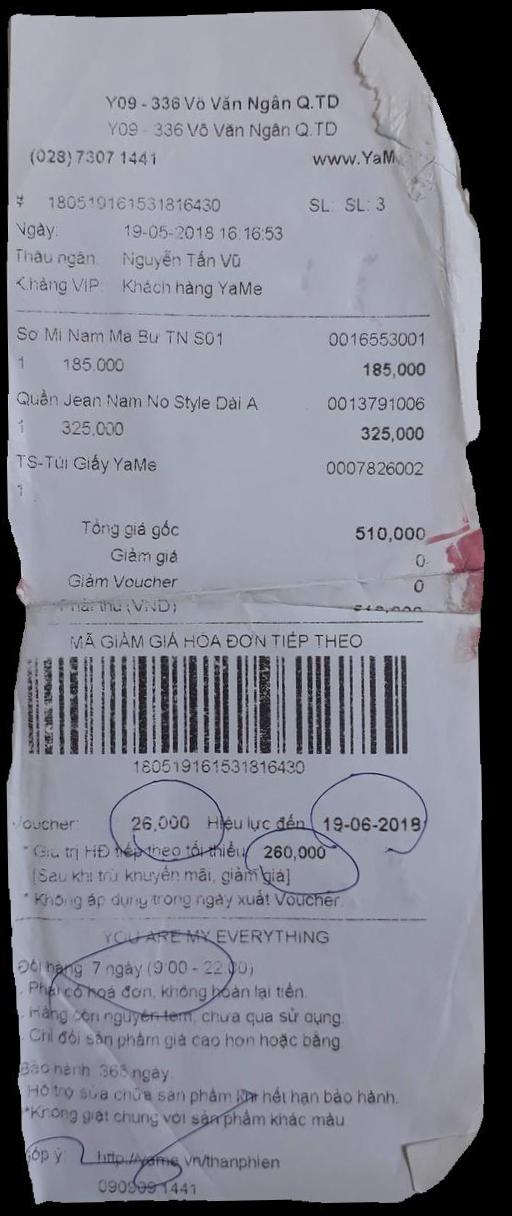 Y09 - 336 Võ Văn Ngân Q.TD
Y09 - 336 Võ Văn Ngân Q.TD
(028) 7307 1441 www.YaM
# 180519161531816430 SL: SL: 3
Ngày: 19-05-2018 16:16:53
Thâu ngân: Nguyễn Tấn Vũ
K.hàng VIP: Khách hàng YaMe
Sơ Mi Nam Ma Bư TN S01 0016553001
1 185,000 185,000
Quần Jean Nam No Style Dài A 0013791006
1 325,000 325,000
TS-Túi Giấy YaMe 0007826002
1
Tổng giá gốc 510,000
Giảm giá 0
Giảm Voucher 0
Phải thu (VND) 510,000
MÃ GIẢM GIÁ HÓA ĐƠN TIẾP THEO
180519161531816430
Voucher: 26,000 Hiệu lực đến 19-06-2018
* Giá trị HĐ tiếp theo tối thiểu 260,000
[Sau khi trừ khuyến mãi, giảm giá]
* Không áp dụng trong ngày xuất Voucher.
YOU ARE MY EVERYTHING
Đổi hàng: 7 ngày (9:00 - 22:00)
. Phải có hoá đơn, không hoàn lại tiền.
. Hàng còn nguyên tem, chưa qua sử dụng.
. Chỉ đổi sản phẩm giá cao hơn hoặc bằng.
Bảo hành: 365 ngày.
*Hỗ trợ sửa chữa sản phẩm khi hết hạn bảo hành.
*Không giặt chung với sản phẩm khác màu
Góp ý: http://yame.vn/thanphien
090909 1441